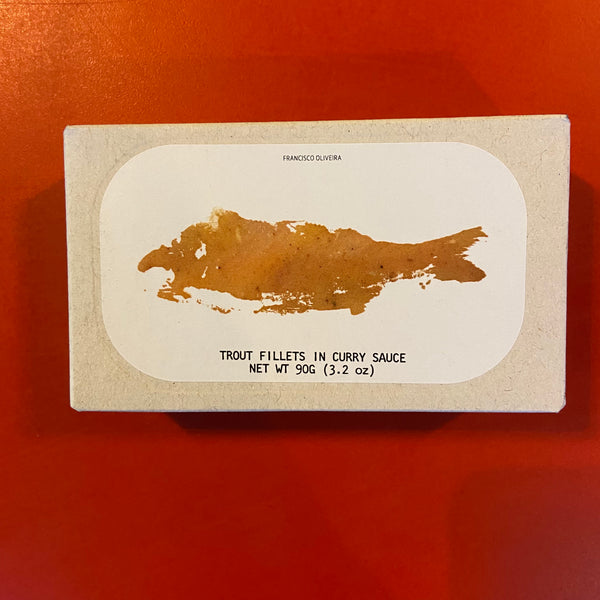 FRANCISCO OLIVEIRA
TROUT FILLETS IN CURRY SAUCE
NET WT 90G (3.2 oz)